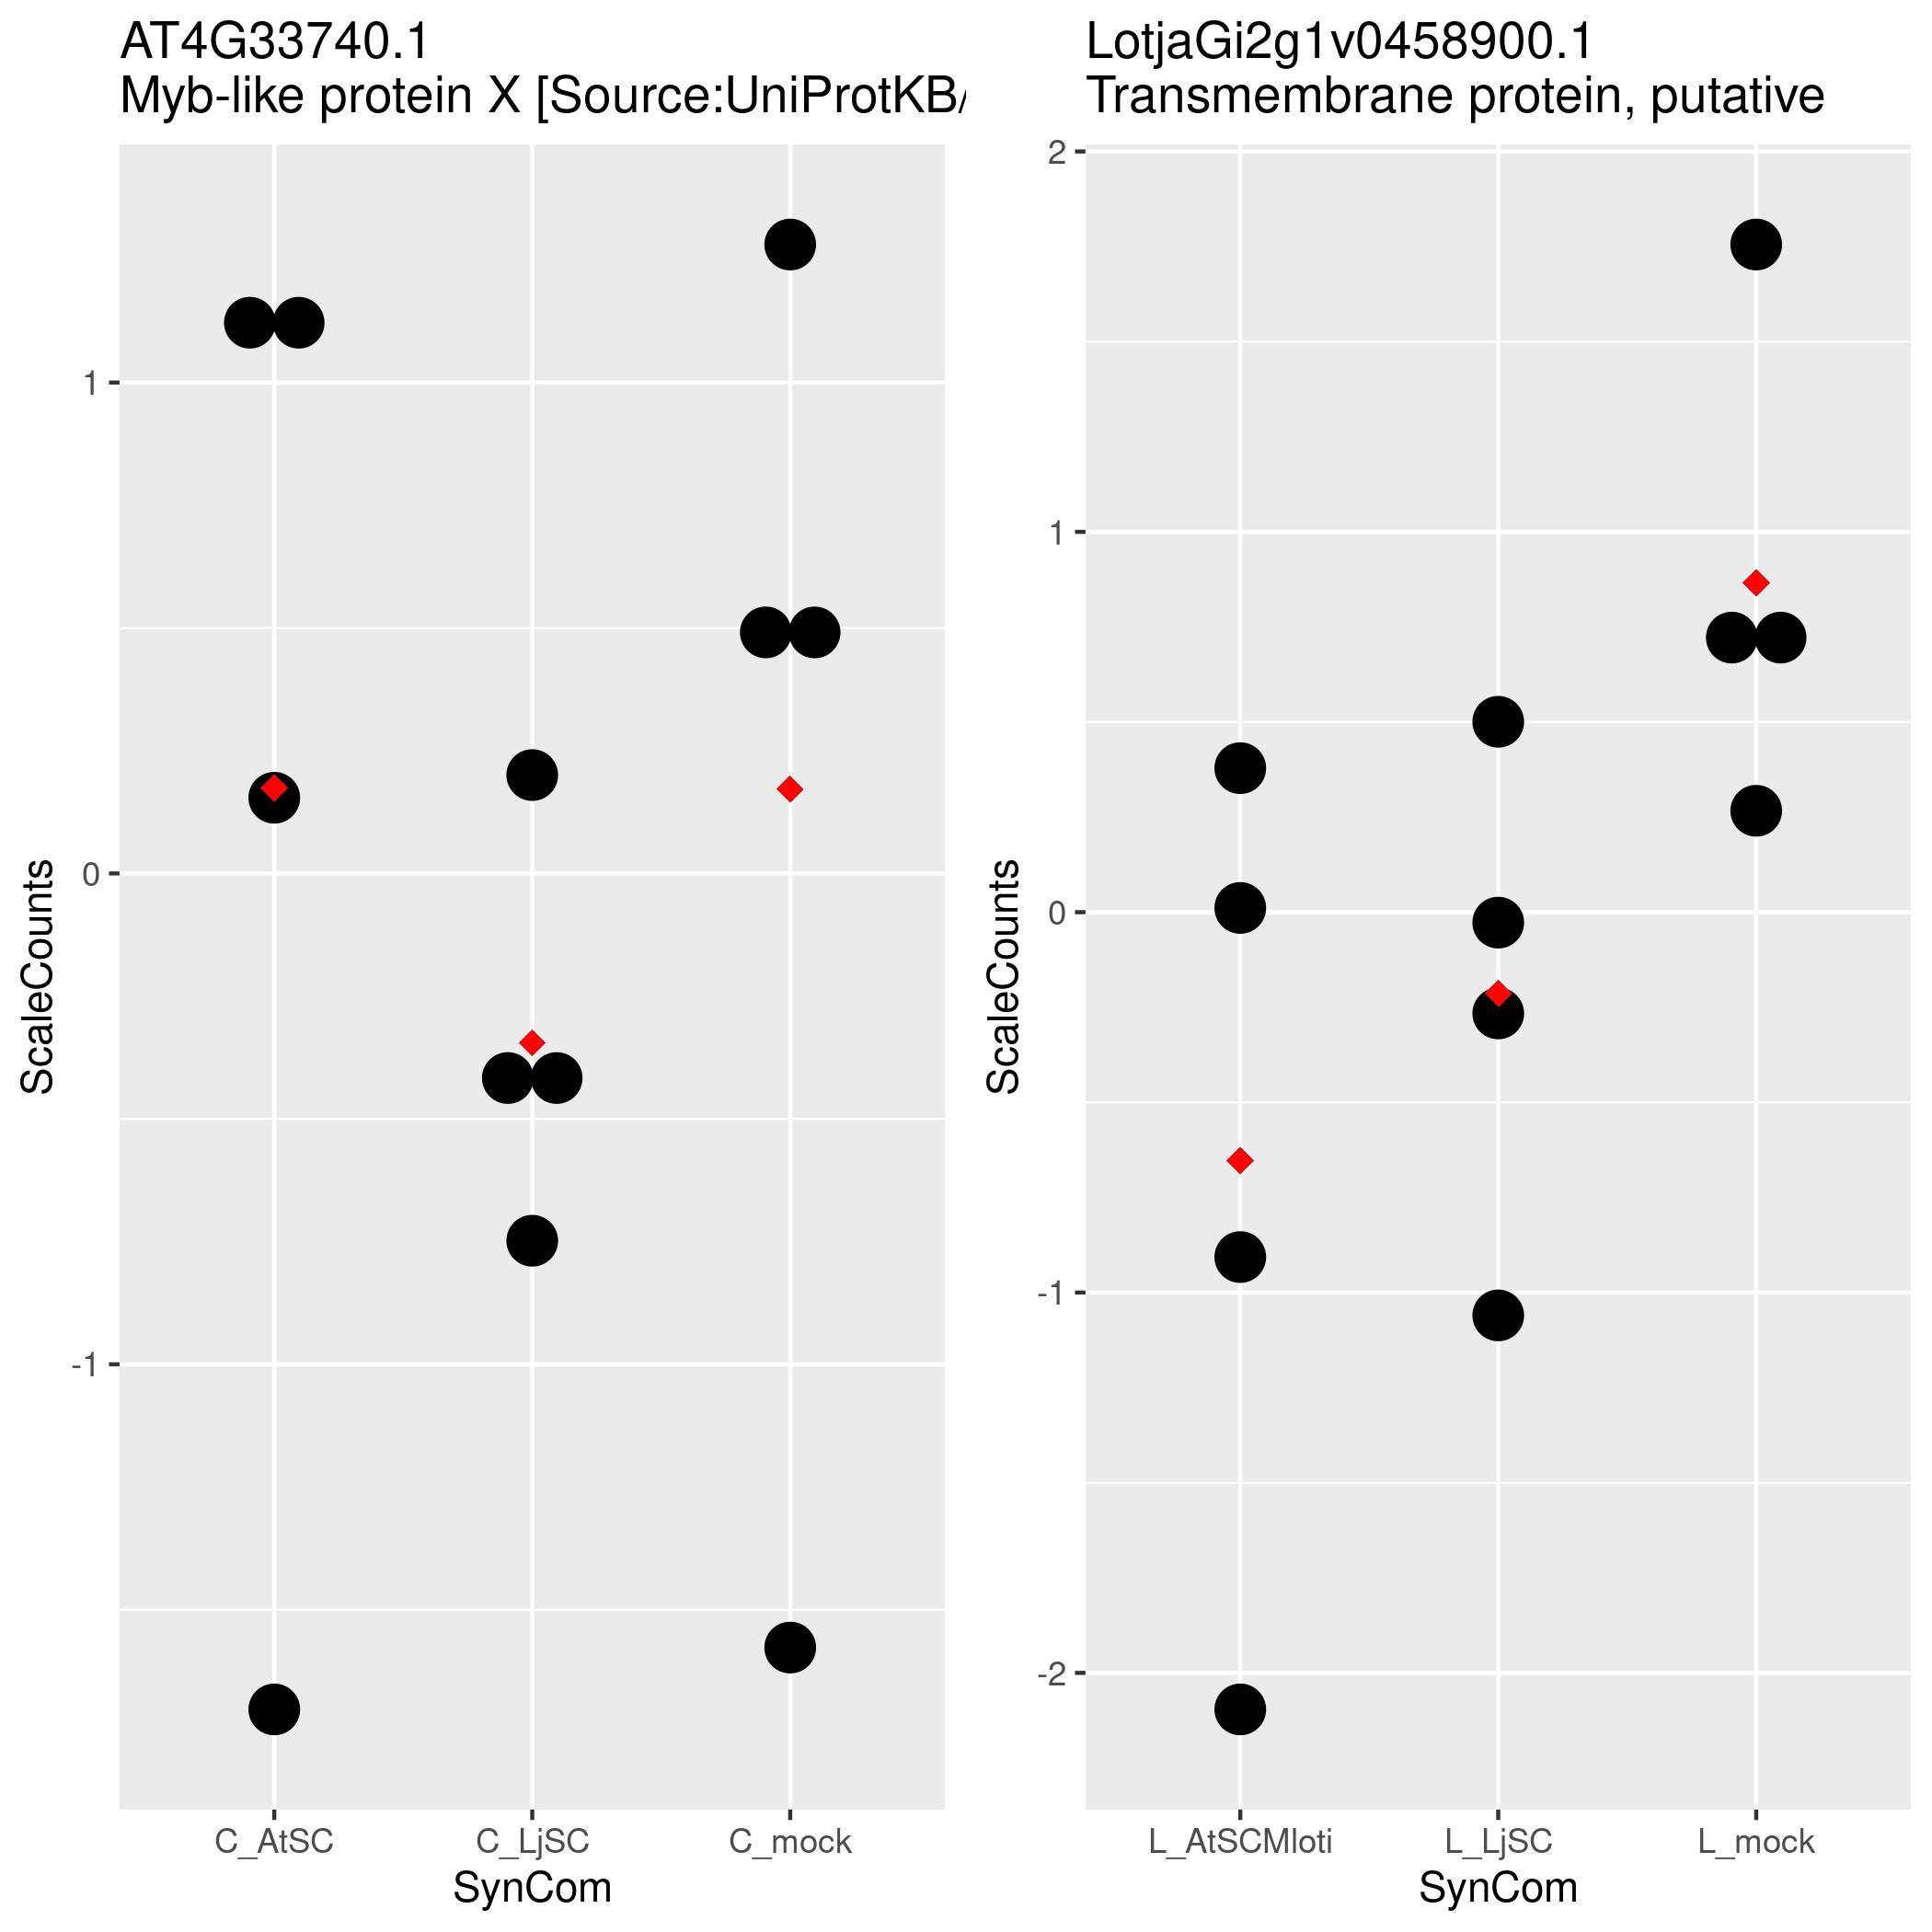 AT4G33740.1
Myb-like protein X [Source:UniProtKB/
ScaleCounts
1
0
-1
C_AtSC C_LjSC C_mock
SynCom
LotjaGi2g1v0458900.1
Transmembrane protein, putative
ScaleCounts
2
1
0
-1
-2
L_AtSCMloti L_LjSC L_mock
SynCom